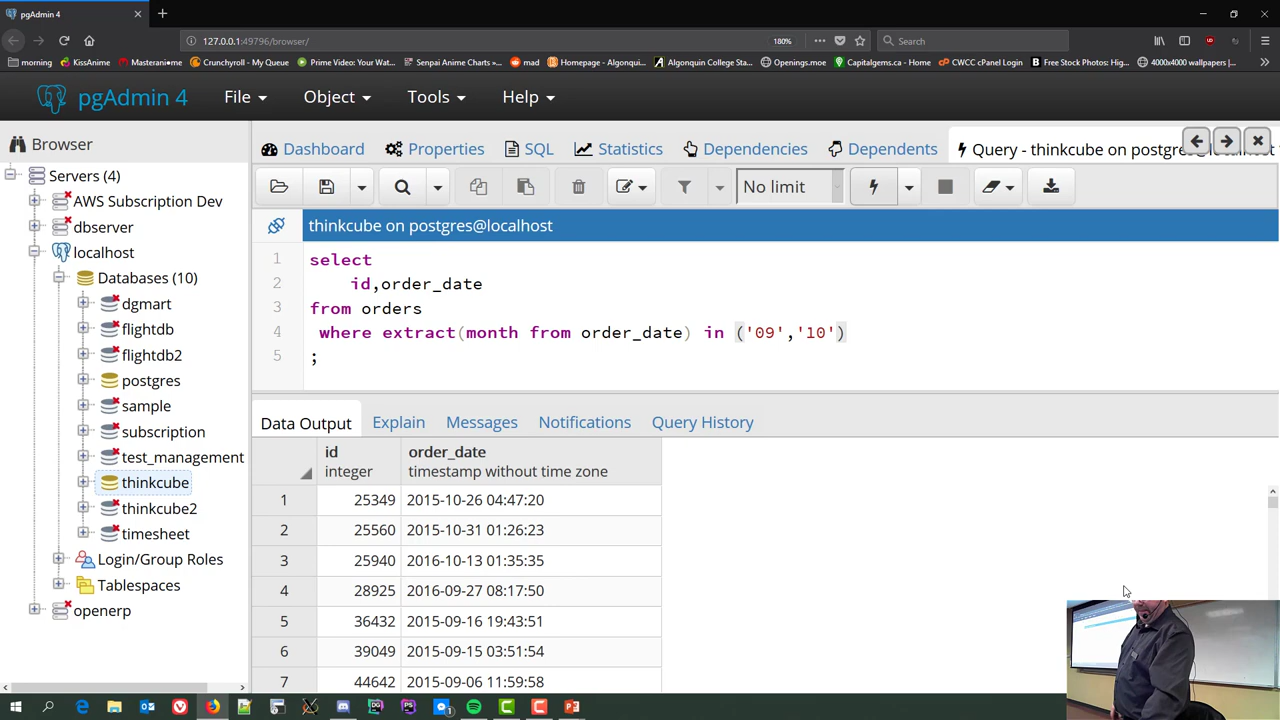 pgAdmin 4
127.0.0.1:49796/browser/
180%
Search
morning
KissAnime
Masterani●me
Crunchyroll - My Queue
Prime Video: Your Wat…
Senpai Anime Charts …
mad
Homepage - Algonqui…
Algonquin College Sta…
Openings.moe
Capitalgems.ca - Home
CWCC cPanel Login
Free Stock Photos: Hig…
4000x4000 wallpapers |…
pgAdmin 4
File
Object
Tools
Help
Browser
Dashboard
Properties
SQL
Statistics
Dependencies
Dependents
Query - thinkcube on postgres@localhost
Servers (4)
AWS Subscription Dev
dbserver
localhost
Databases (10)
dgmart
flightdb
flightdb2
postgres
sample
subscription
test_management
thinkcube
thinkcube2
timesheet
Login/Group Roles
Tablespaces
openerp
No limit
thinkcube on postgres@localhost
1 select
2 id,order_date
3 from orders
4 where extract(month from order_date) in ('09','10')
5 ;
Data Output
Explain
Messages
Notifications
Query History
id order_date
integer timestamp without time zone
1 25349 2015-10-26 04:47:20
2 25560 2015-10-31 01:26:23
3 25940 2016-10-13 01:35:35
4 28925 2016-09-27 08:17:50
5 36432 2015-09-16 19:43:51
6 39049 2015-09-15 03:51:54
7 44642 2015-09-06 11:59:58